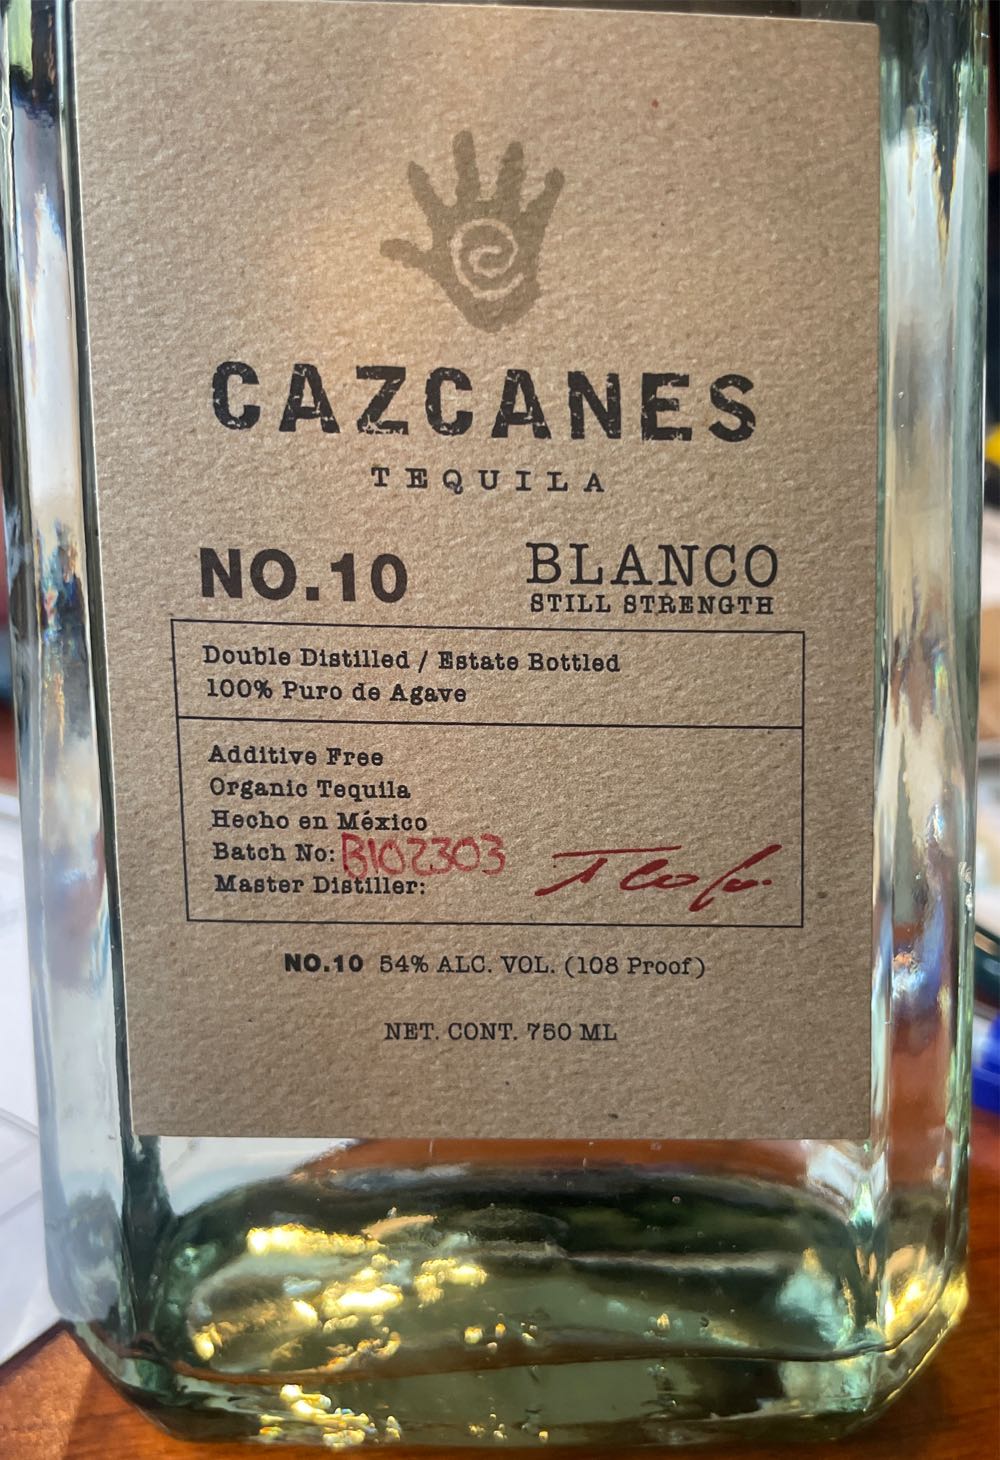 CAZCANES
TEQUILA
NO.10
BLANCO
STILL STRENGTH
Double Distilled / Estate Bottled
100% Puro de Agave
Additive Free
Organic Tequila
Hecho en México
Batch No: B102303
Master Distiller:
NO.10 54% ALC. VOL. (108 Proof)
NET. CONT. 750 ML